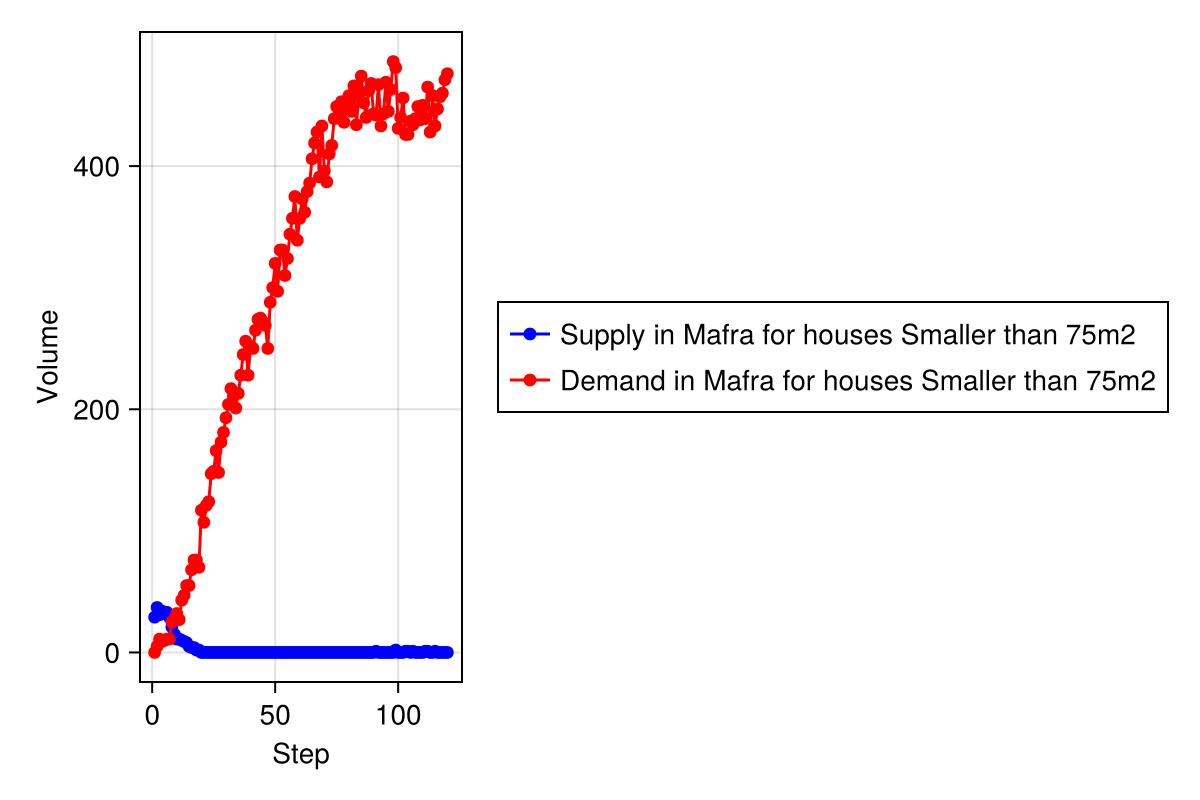 400
200
0
Volume
0 50 100
Step
Supply in Mafra for houses Smaller than 75m2
Demand in Mafra for houses Smaller than 75m2